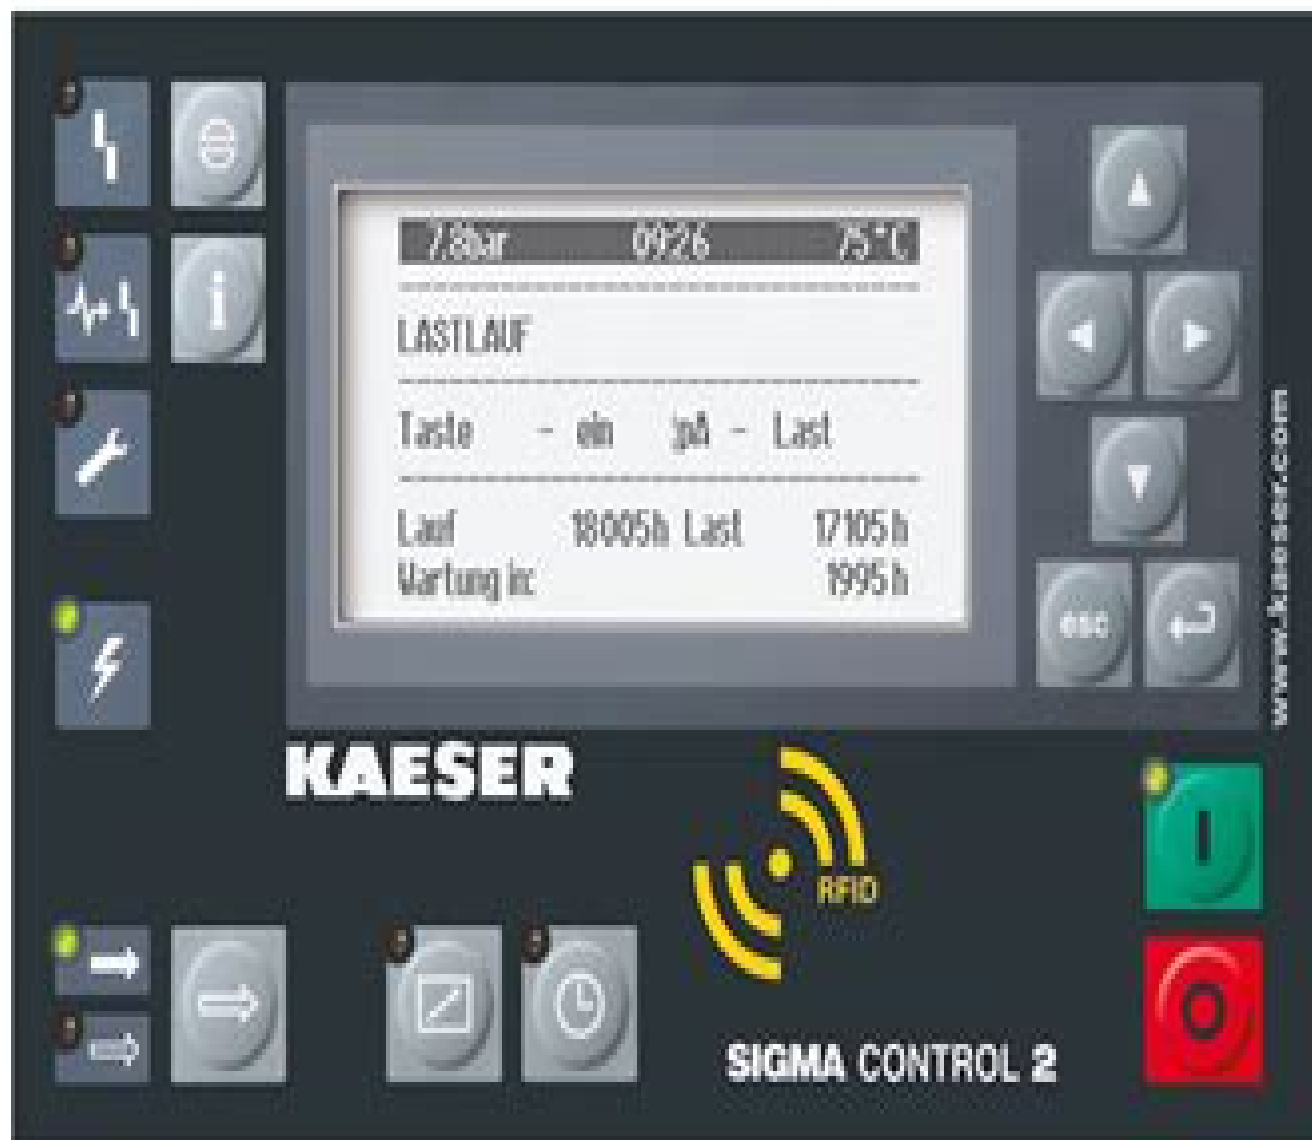 7.8bar 09:26 75°C
LASTLAUF
Taste - ein :pA - Last
Lauf 18005h Last 17105h
Wartung in: 1995h
esc
www.kaeser.com
KAESER
RFID
SIGMA CONTROL 2